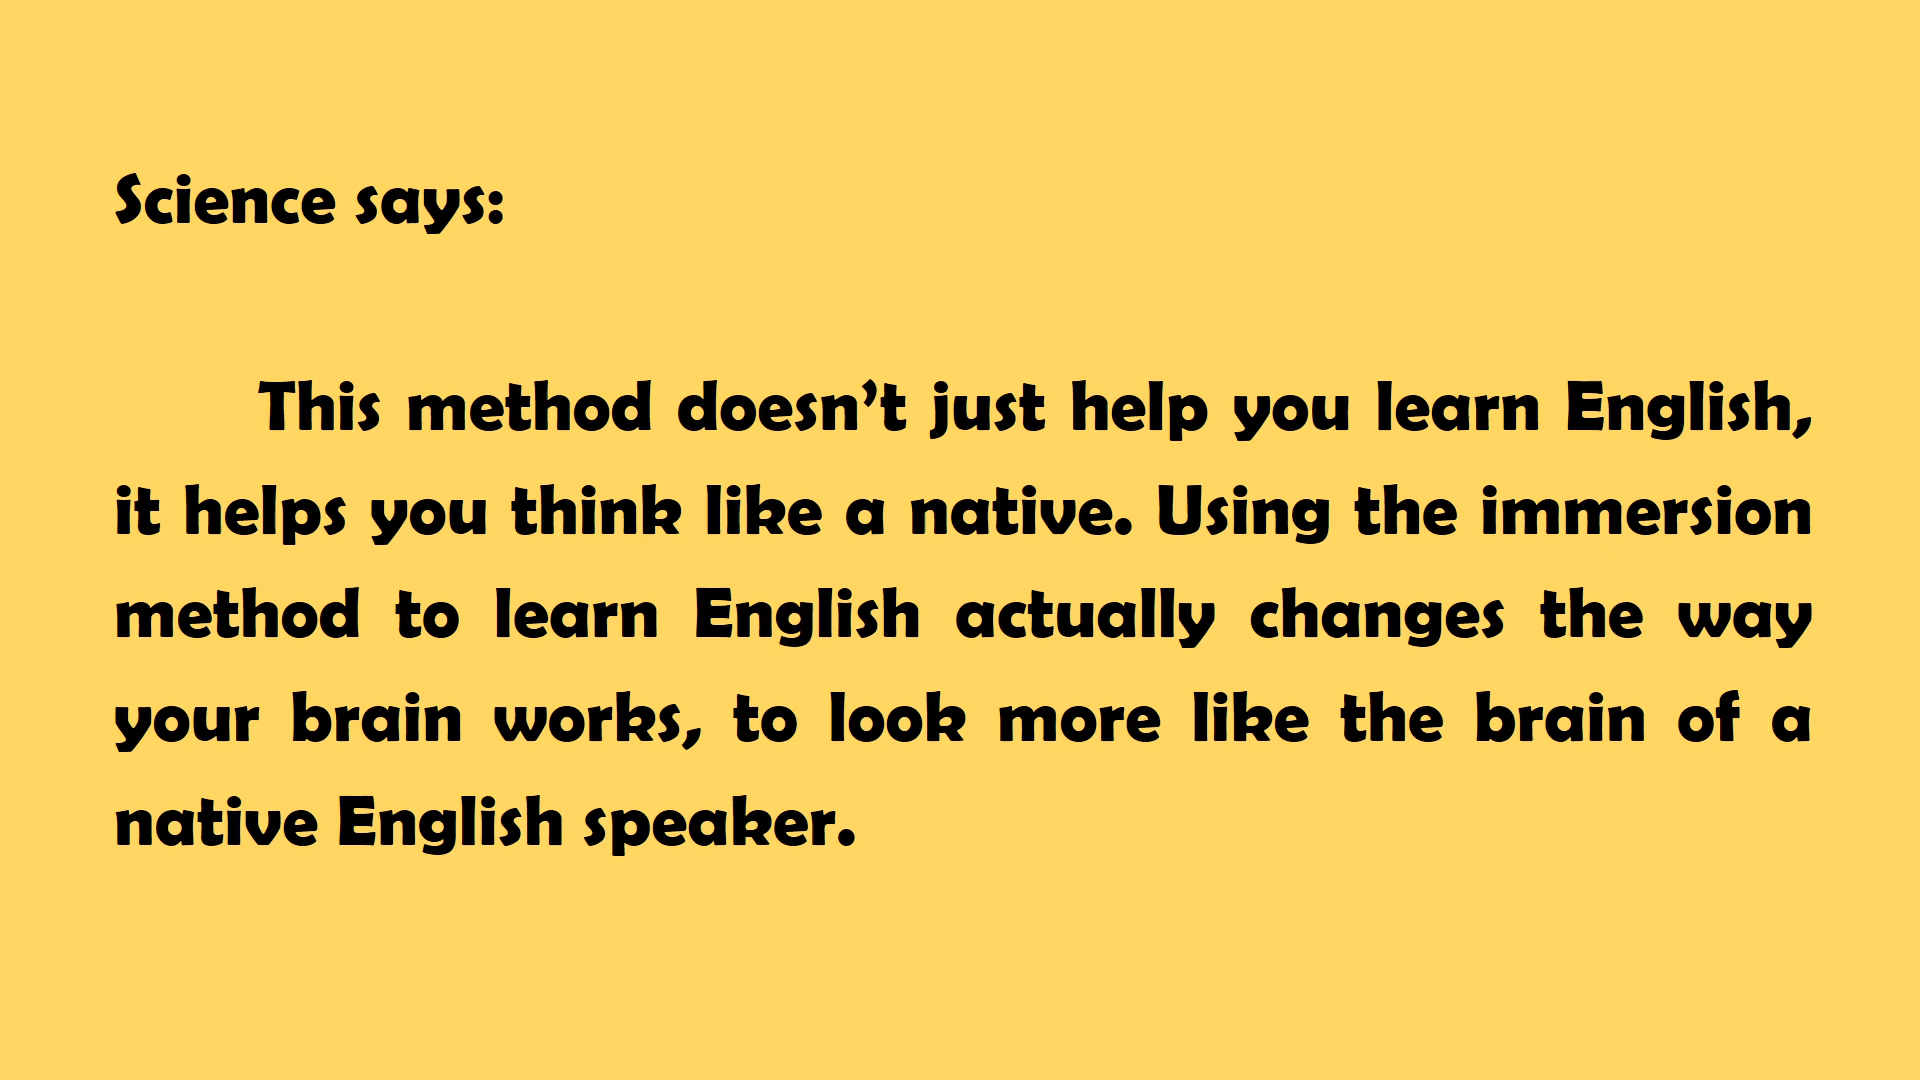 Science says:
This method doesn’t just help you learn English,
it helps you think like a native. Using the immersion
method to learn English actually changes the way
your brain works, to look more like the brain of a
native English speaker.